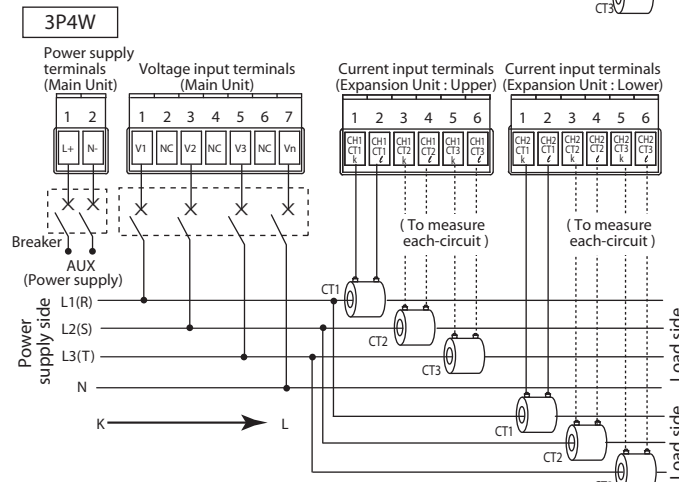 CT3
3P4W
Power supply
terminals
(Main Unit)
Voltage input terminals
(Main Unit)
Current input terminals
(Expansion Unit : Upper)
Current input terminals
(Expansion Unit : Lower)
1 2
1 2 3 4 5 6 7
1 2 3 4 5 6
1 2 3 4 5 6
L+ N-
V1 NC V2 NC V3 NC Vn
CH1 CT1 k
CH1 CT1 ℓ
CH1 CT2 k
CH1 CT2 ℓ
CH1 CT3 k
CH1 CT3 ℓ
CH2 CT1 k
CH2 CT1 ℓ
CH2 CT2 k
CH2 CT2 ℓ
CH2 CT3 k
CH2 CT3 ℓ
Breaker
AUX
(Power supply)
( To measure
each-circuit )
( To measure
each-circuit )
Power
supply side
L1(R)
L2(S)
L3(T)
N
K L
CT1
CT2
CT3
Load side
CT1
CT2
CT3
Load side